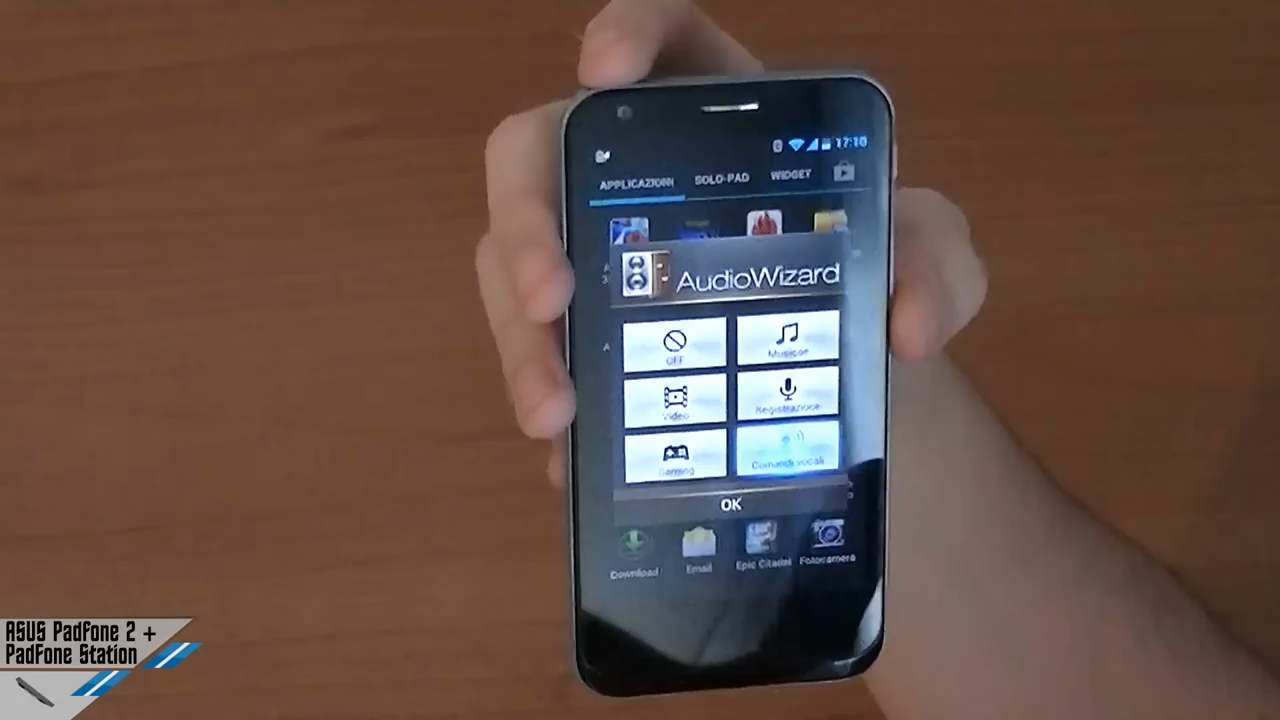 17:10
APPLICAZIONI SOLO-PAD WIDGET
AudioWizard
OFF
Musica
Video
Registrazione
Gaming
Comandi vocali
OK
Download Email Epic Citadel Fotocamera
ASUS PadFone 2 +
PadFone Station